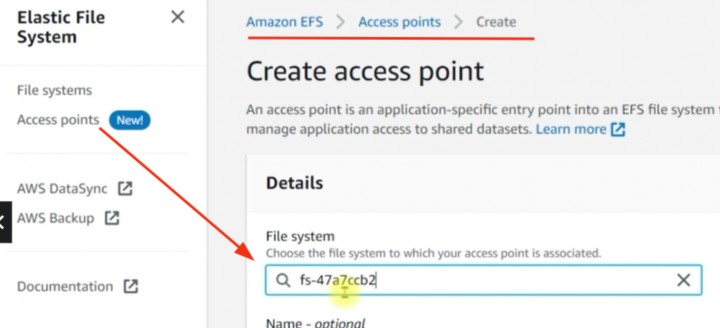 Elastic File
System
File systems
Access points New!
AWS DataSync
AWS Backup
Documentation
Amazon EFS > Access points > Create
Create access point
An access point is an application-specific entry point into an EFS file system
manage application access to shared datasets. Learn more
Details
File system
Choose the file system to which your access point is associated.
fs-47a7ccb2
Name - optional